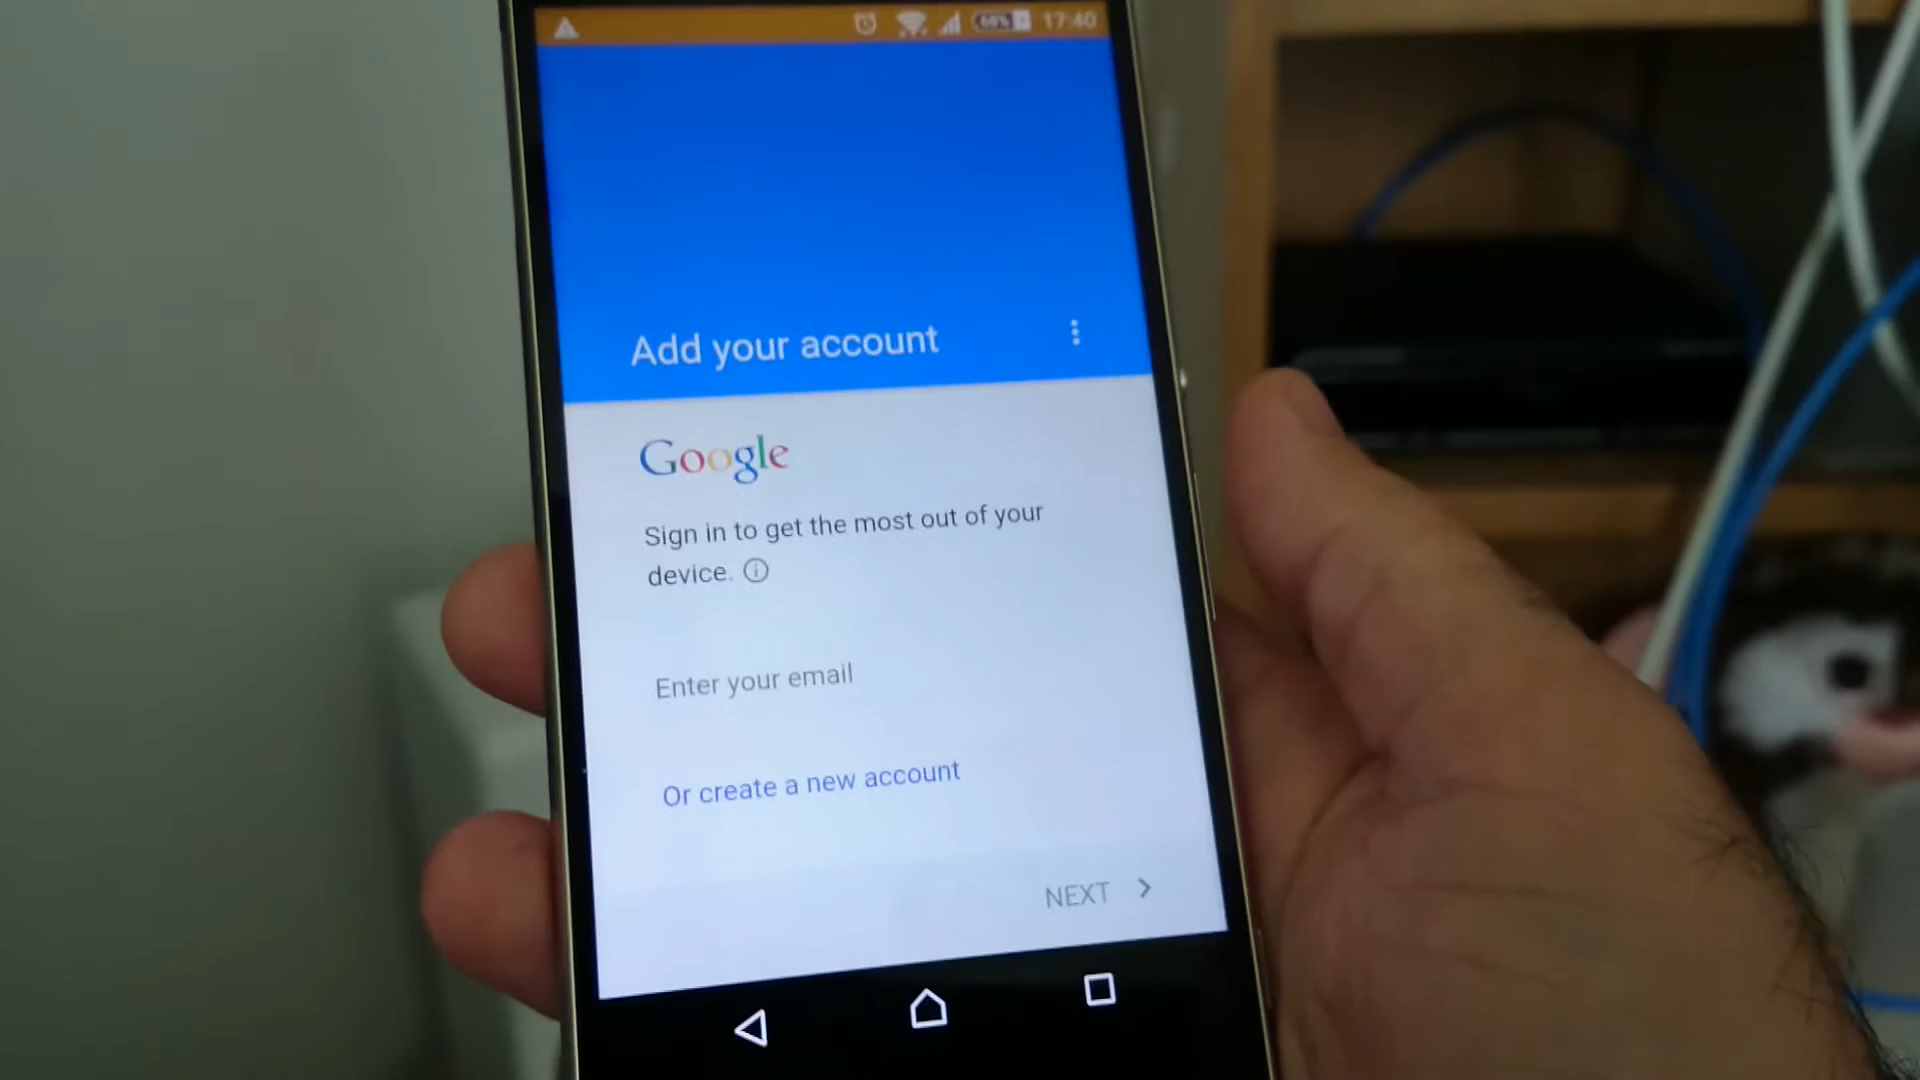 68% 17:40
Add your account
Google
Sign in to get the most out of your
device.
Enter your email
Or create a new account
NEXT